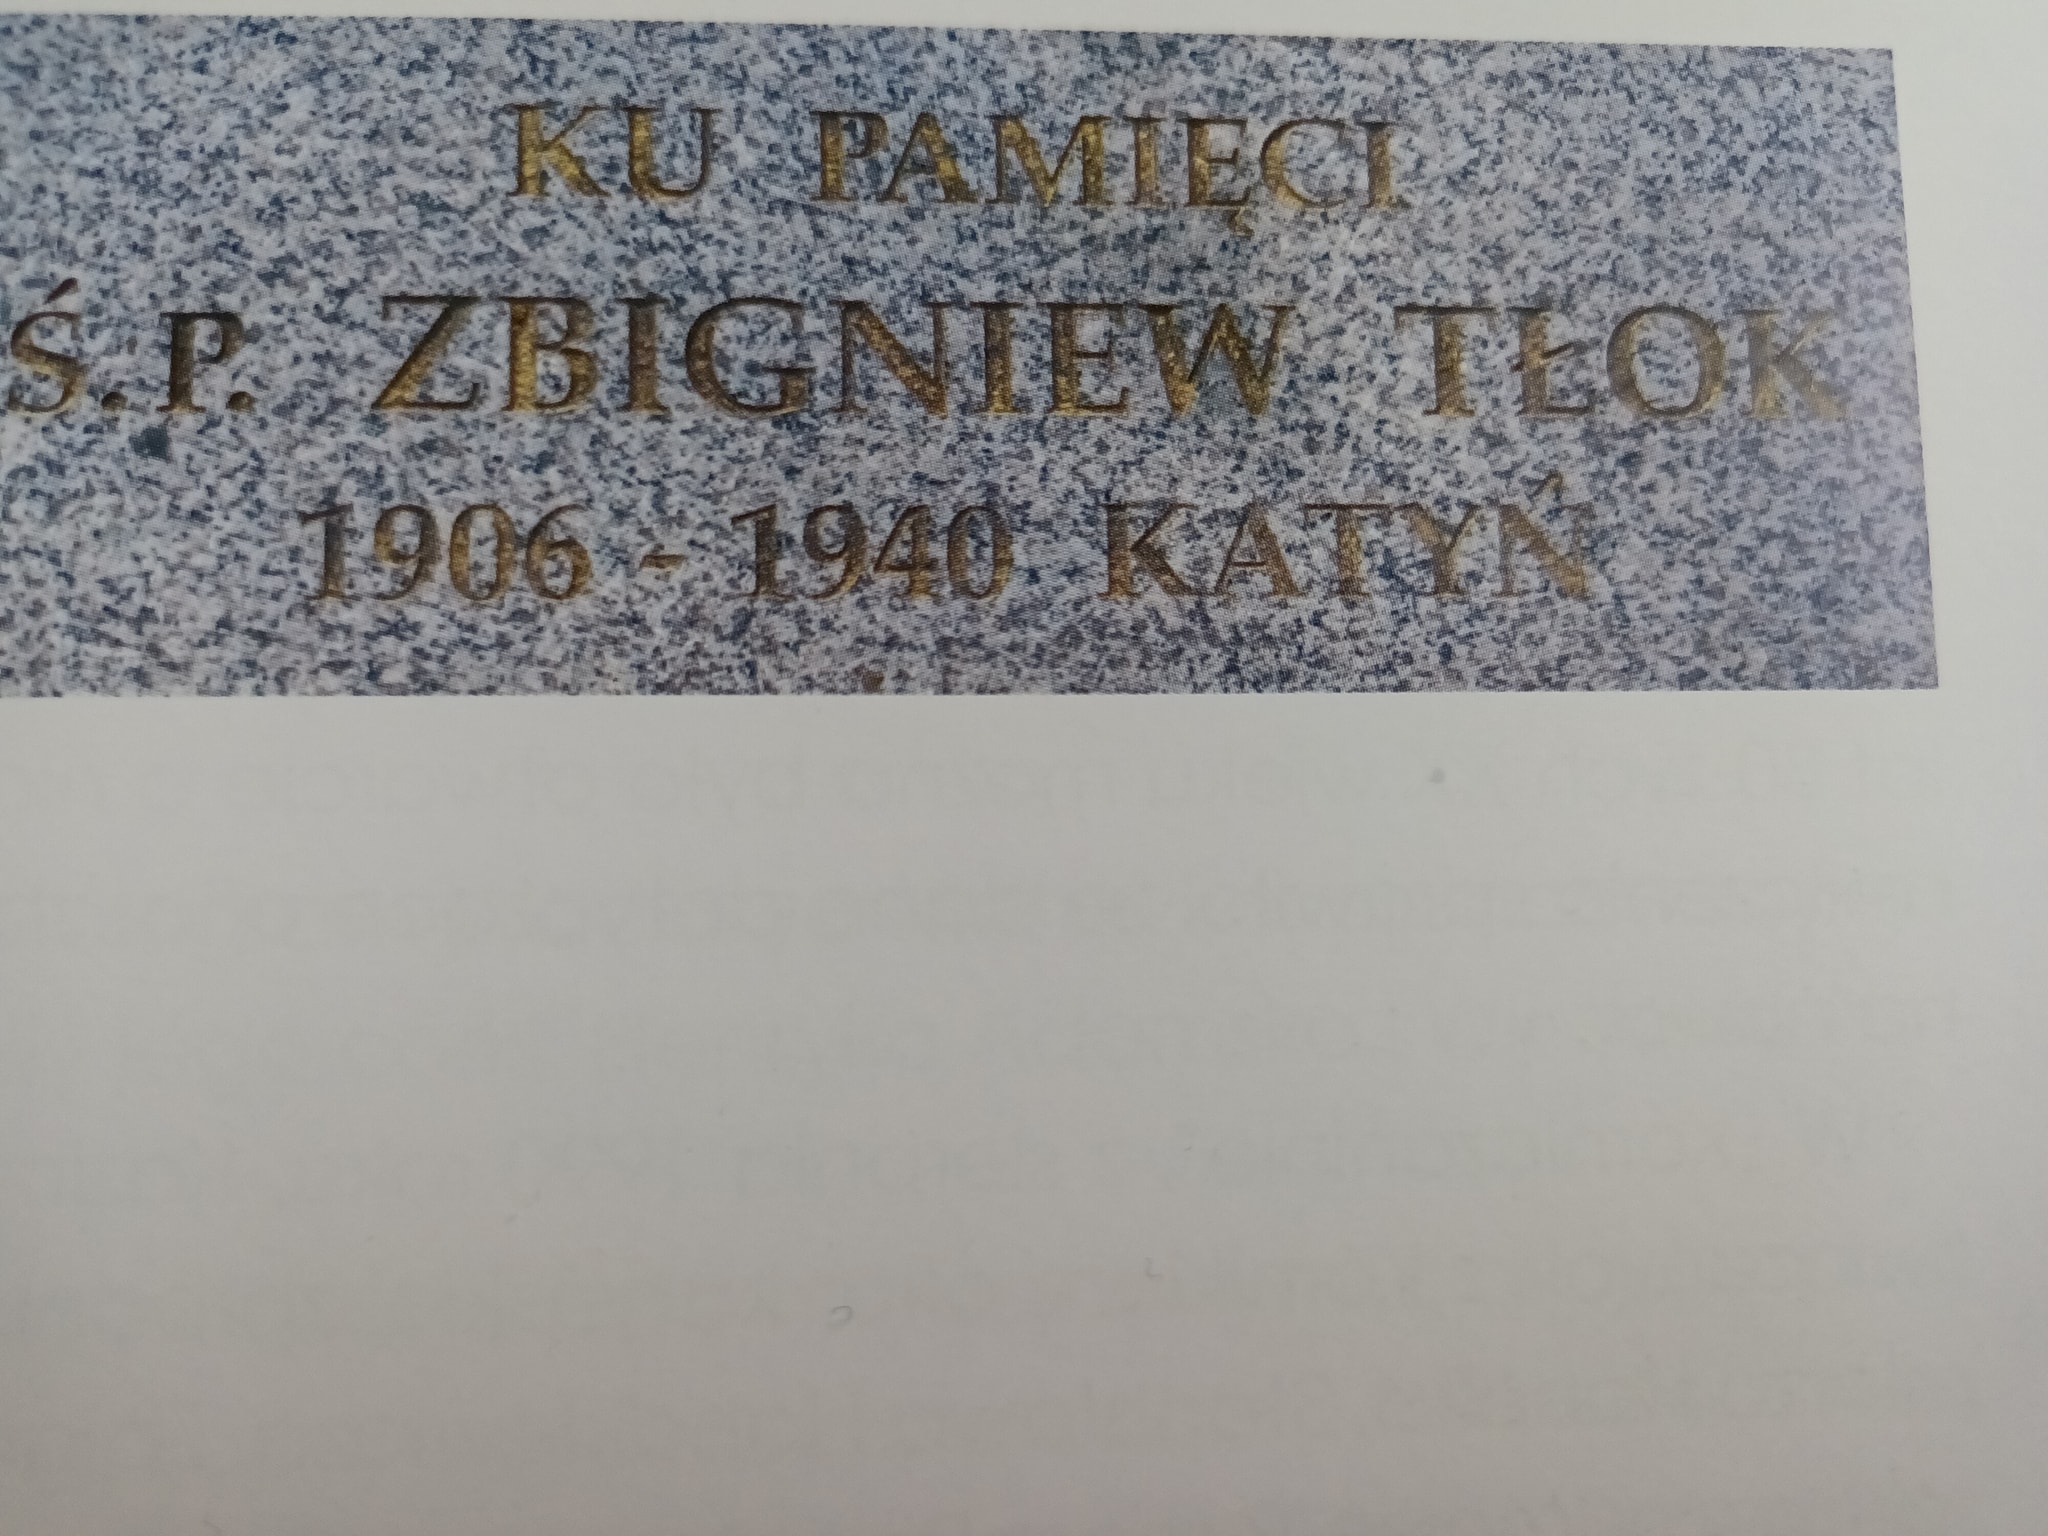 KU PAMIĘCI
Ś.P. ZBIGNIEW TŁOK
1906 - 1940 KATYŃ